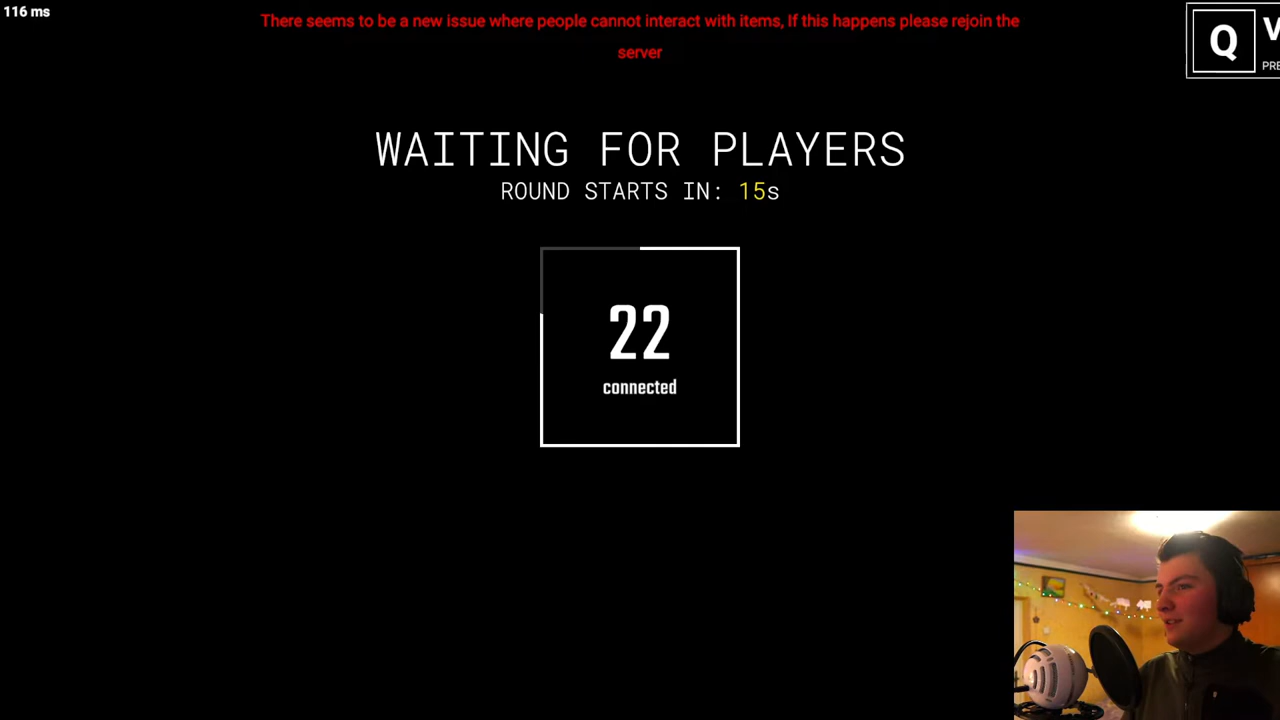 116 ms
There seems to be a new issue where people cannot interact with items, If this happens please rejoin the
server
Q
WAITING FOR PLAYERS
ROUND STARTS IN: 15s
22
connected